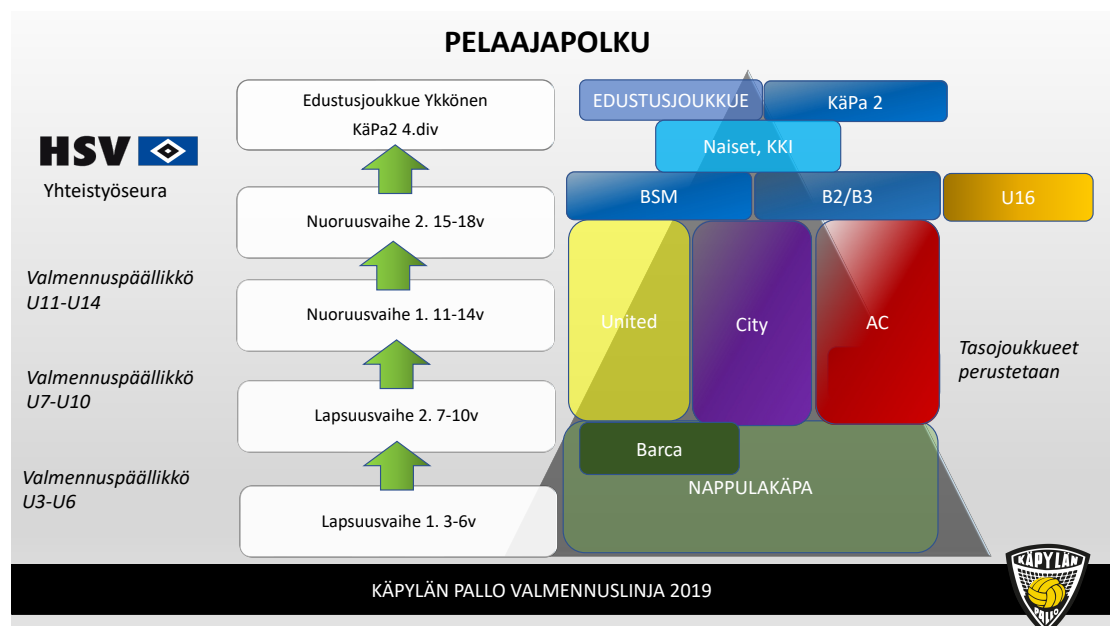 PELAAJAPOLKU
HSV
Yhteistyöseura
Valmennuspäällikkö
U11-U14
Valmennuspäällikkö
U7-U10
Valmennuspäällikkö
U3-U6
Edustusjoukkue Ykkönen
KäPa2 4.div
Nuoruusvaihe 2. 15-18v
Nuoruusvaihe 1. 11-14v
Lapsuusvaihe 2. 7-10v
Lapsuusvaihe 1. 3-6v
EDUSTUSJOUKKUE
KäPa 2
Naiset, KKI
BSM
B2/B3
U16
United
City
AC
Tasojoukkueet
perustetaan
Barca
NAPPULAKÄPA
KÄPYLÄN PALLO VALMENNUSLINJA 2019
KÄPYLÄN
PALLO